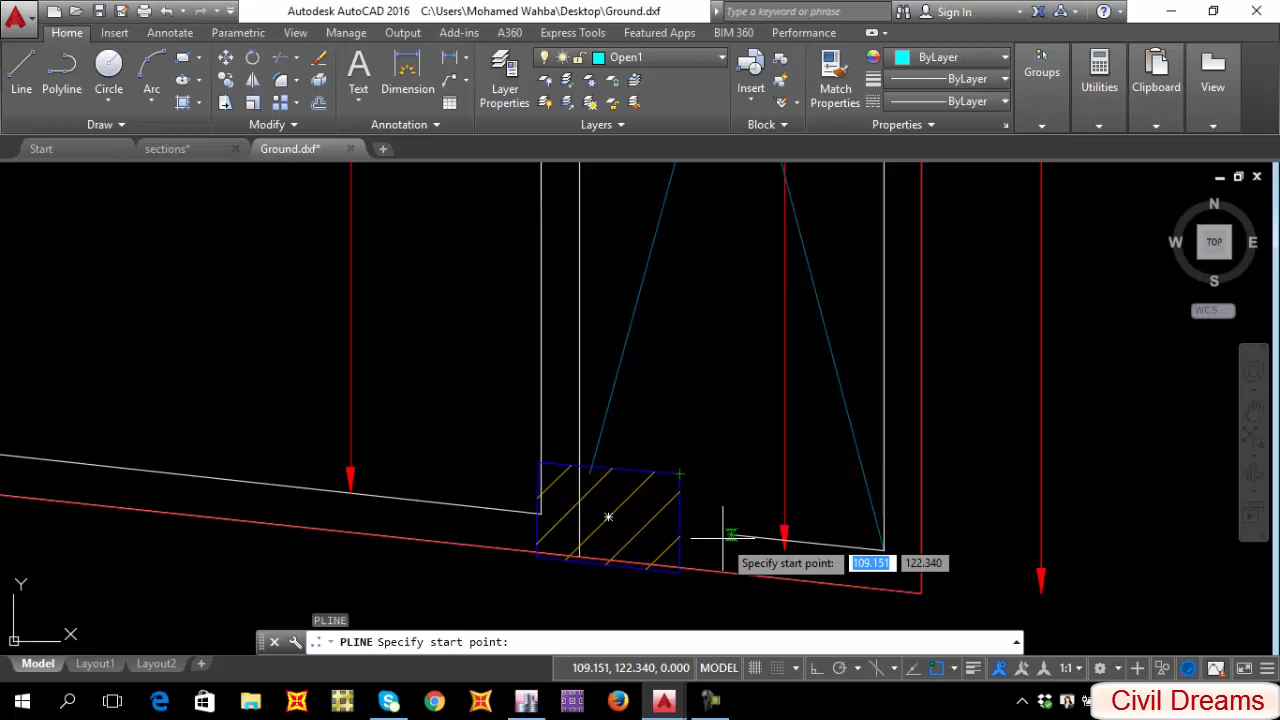 Autodesk AutoCAD 2016 C:\Users\Mohamed Wahba\Desktop\Ground.dxf
Type a keyword or phrase
Sign In
Home Insert Annotate Parametric View Manage Output Add-ins A360 Express Tools Featured Apps BIM 360 Performance
Line
Polyline
Circle
Arc
Text
Dimension
Layer
Properties
Open1
Insert
Match
Properties
ByLayer
ByLayer
ByLayer
Groups
Utilities
Clipboard
View
Draw
Modify
Annotation
Layers
Block
Properties
Start
sections*
Ground.dxf*
N
W
TOP
E
S
WCS
Specify start point: 109.151 122.340
Y
X
PLINE
PLINE Specify start point:
Model Layout1 Layout2
109.151, 122.340, 0.000 MODEL
1:1
Civil Dreams